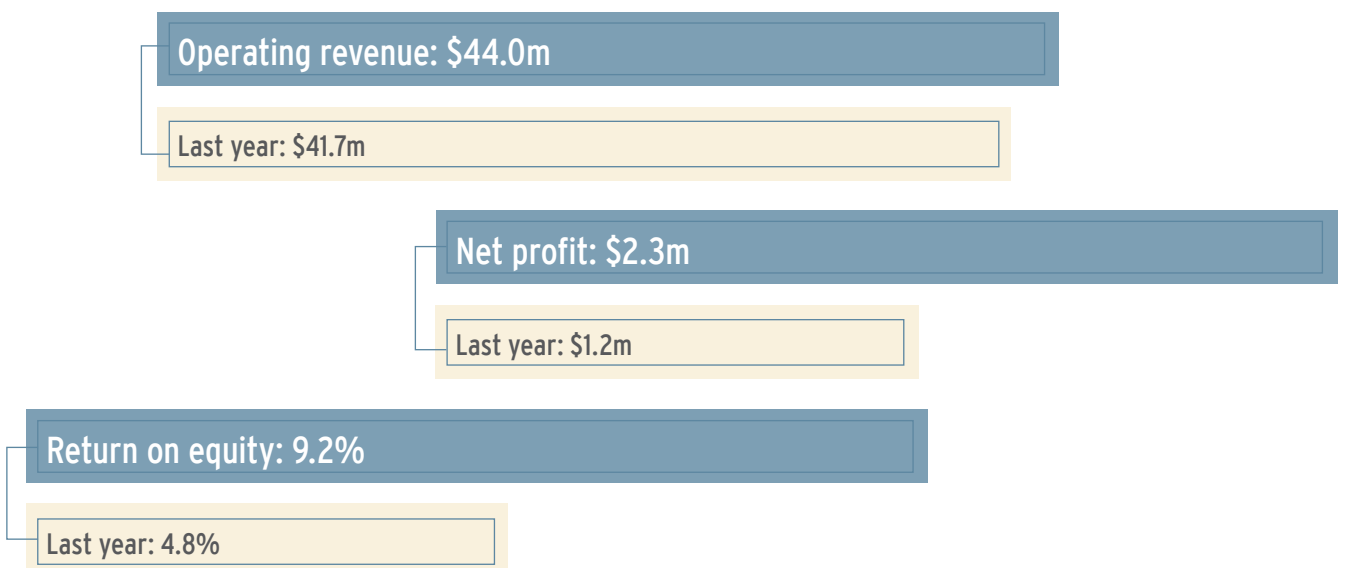 Operating revenue: $44.0m
Last year: $41.7m
Net profit: $2.3m
Last year: $1.2m
Return on equity: 9.2%
Last year: 4.8%